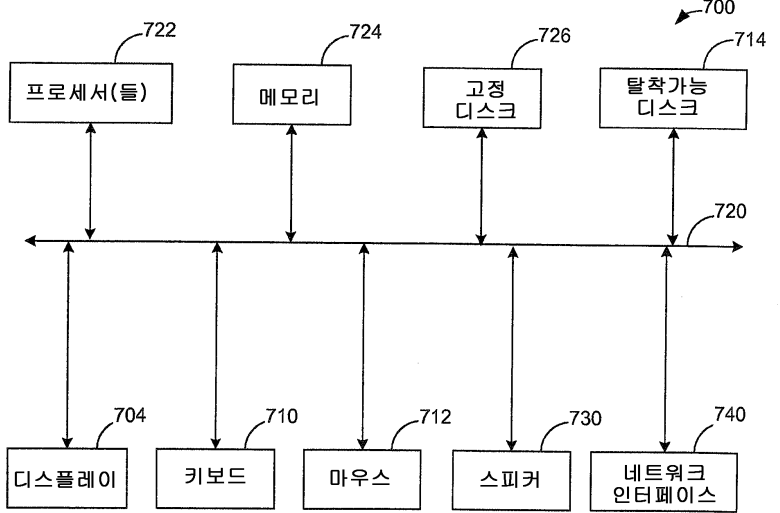 700
722
724
726
714
프로세서(들)
메모리
고정
디스크
탈착가능
디스크
720
704
710
712
730
740
디스플레이
키보드
마우스
스피커
네트워크
인터페이스